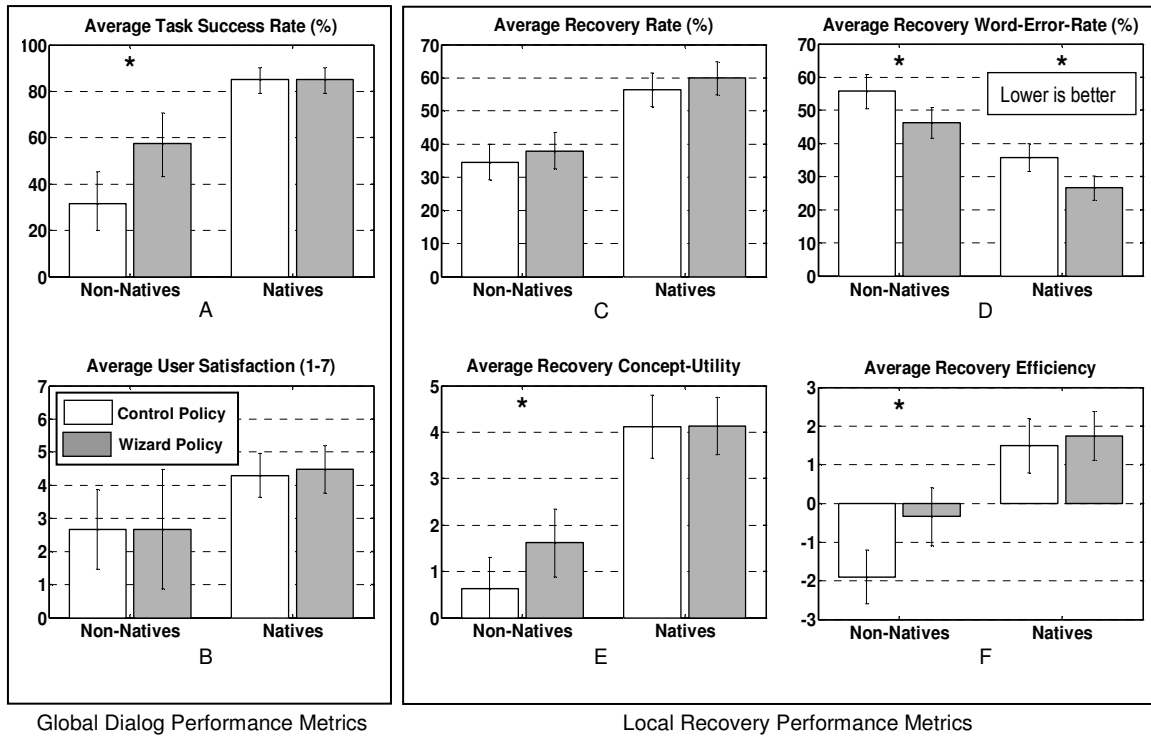 Average Task Success Rate (%)
100
80
60
40
20
0
*
Non-Natives Natives
A
Average User Satisfaction (1-7)
7
6
5
4
3
2
1
0
Control Policy
Wizard Policy
Non-Natives Natives
B
Global Dialog Performance Metrics
Average Recovery Rate (%)
70
60
50
40
30
20
10
0
Non-Natives Natives
C
Average Recovery Word-Error-Rate (%)
70
60
50
40
30
20
10
0
* *
Lower is better
Non-Natives Natives
D
Average Recovery Concept-Utility
5
4
3
2
1
0
*
Non-Natives Natives
E
Average Recovery Efficiency
3
2
1
0
-1
-2
-3
*
Non-Natives Natives
F
Local Recovery Performance Metrics